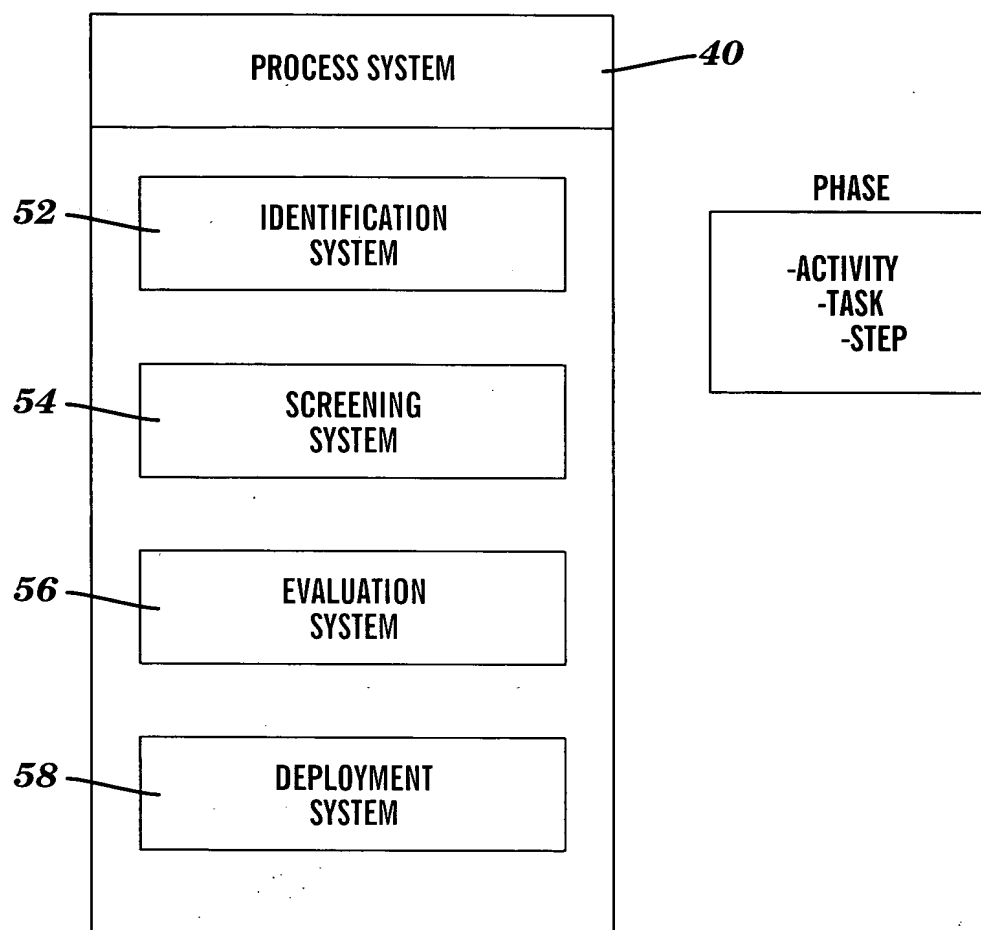 PROCESS SYSTEM
40
52
IDENTIFICATION
SYSTEM
54
SCREENING
SYSTEM
56
EVALUATION
SYSTEM
58
DEPLOYMENT
SYSTEM
PHASE
-ACTIVITY
-TASK
-STEP